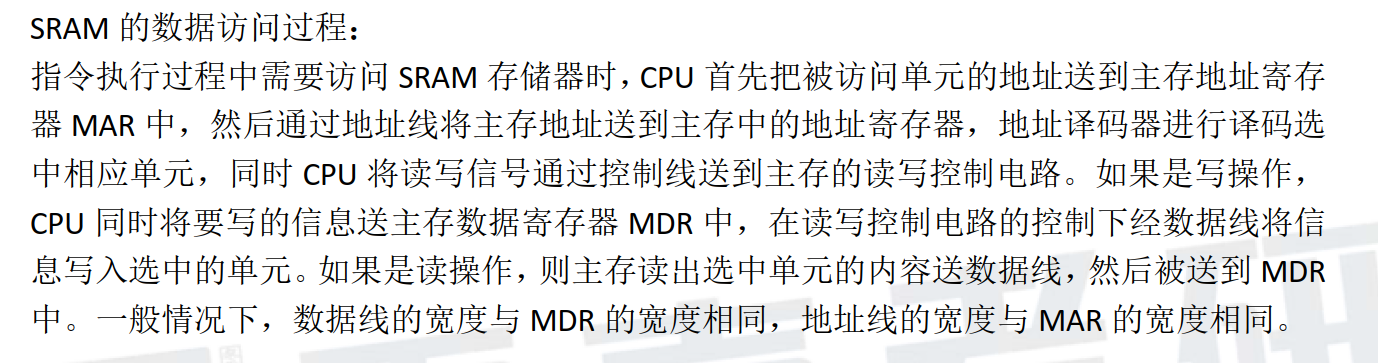 SRAM 的数据访问过程：
指令执行过程中需要访问 SRAM 存储器时，CPU 首先把被访问单元的地址送到主存地址寄存
器 MAR 中，然后通过地址线将主存地址送到主存中的地址寄存器，地址译码器进行译码选
中相应单元，同时 CPU 将读写信号通过控制线送到主存的读写控制电路。如果是写操作，
CPU 同时将要写的信息送主存数据寄存器 MDR 中，在读写控制电路的控制下经数据线将信
息写入选中的单元。如果是读操作，则主存读出选中单元的内容送数据线，然后被送到 MDR
中。一般情况下，数据线的宽度与 MDR 的宽度相同，地址线的宽度与 MAR 的宽度相同。